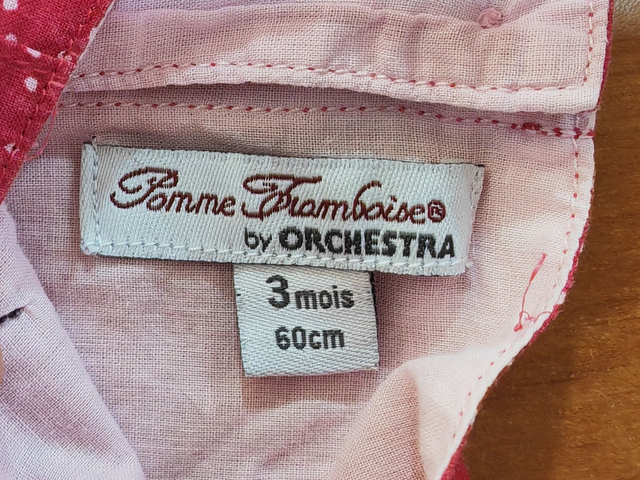 Pomme Framboise®
by ORCHESTRA
3 mois
60cm